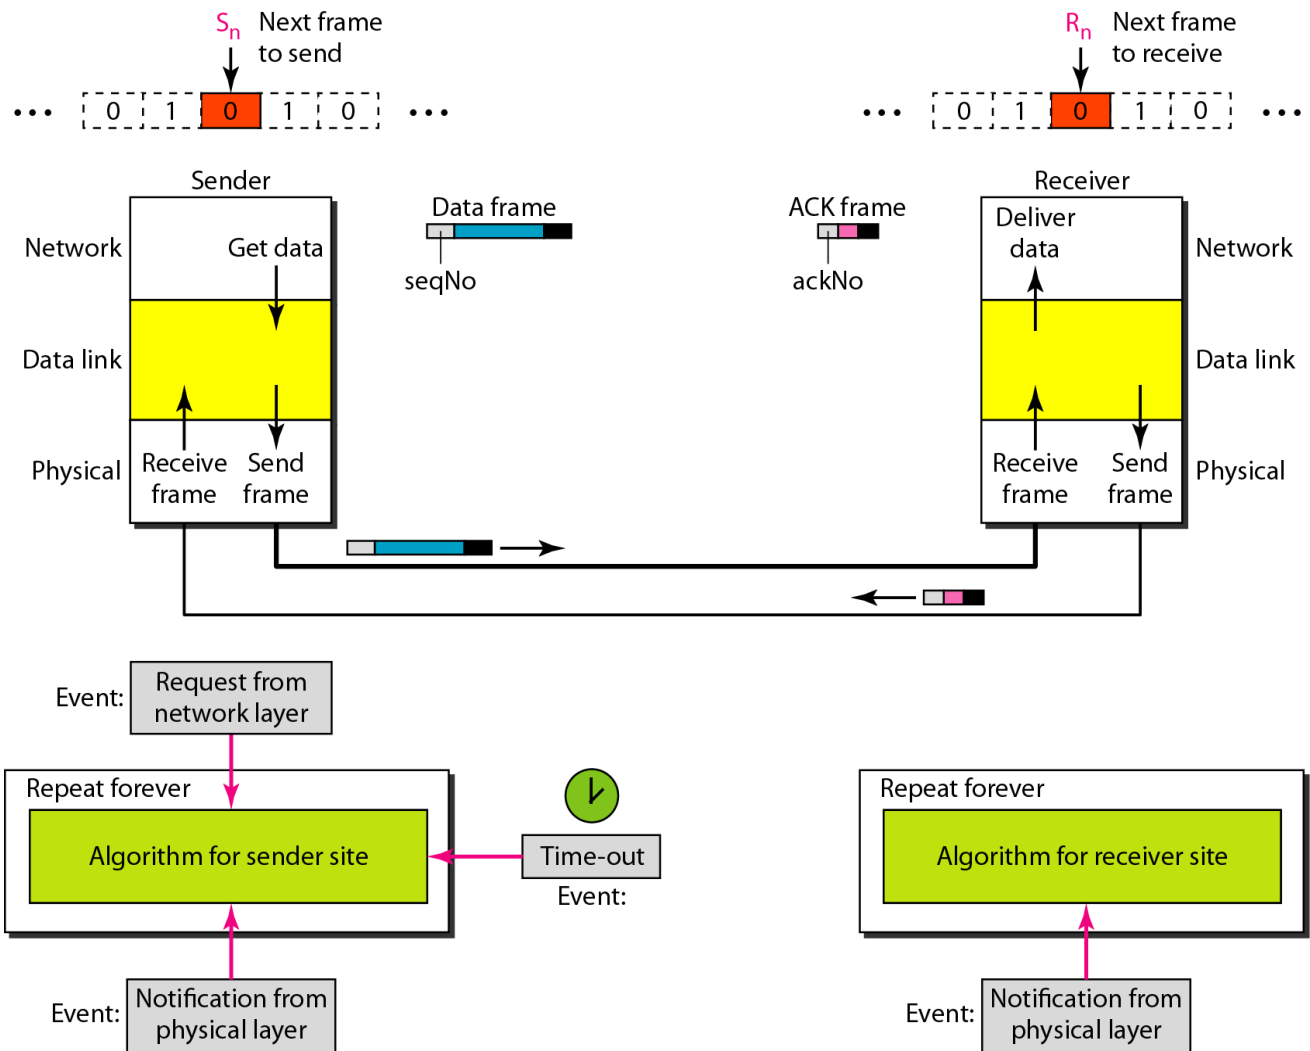 Sn Next frame
to send
Rn Next frame
to receive
... 0 1 0 1 0 ...
... 0 1 0 1 0 ...
Sender
Receiver
Data frame
seqNo
ACK frame
ackNo
Network
Get data
Deliver
data
Network
Data link
Data link
Physical
Receive
frame
Send
frame
Receive
frame
Send
frame
Physical
Event:
Request from
network layer
Repeat forever
Algorithm for sender site
Time-out
Event:
Repeat forever
Algorithm for receiver site
Event:
Notification from
physical layer
Event:
Notification from
physical layer